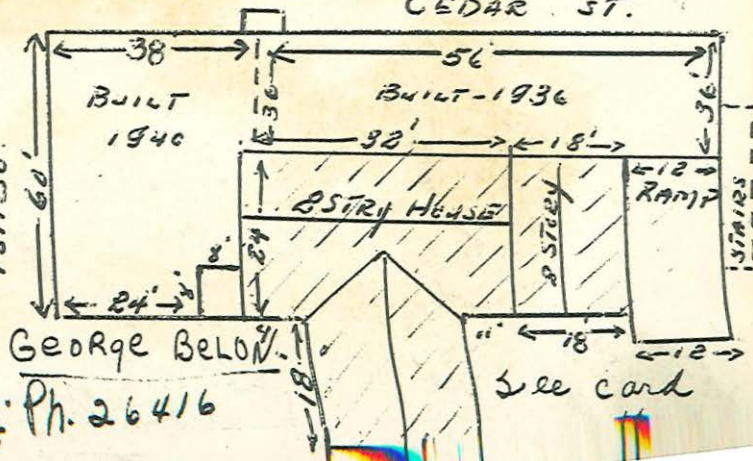 CEDAR ST.
38
56'
BUILT
1940
36'
BUILT-1936
36'
60'
32'
18'
12
RAMP
STAIRS
2 STRY HOUSE
2 STORY
24
8'
8'
24'
18'
12
GEORGE BELON.
18
See card
Ph. 26416